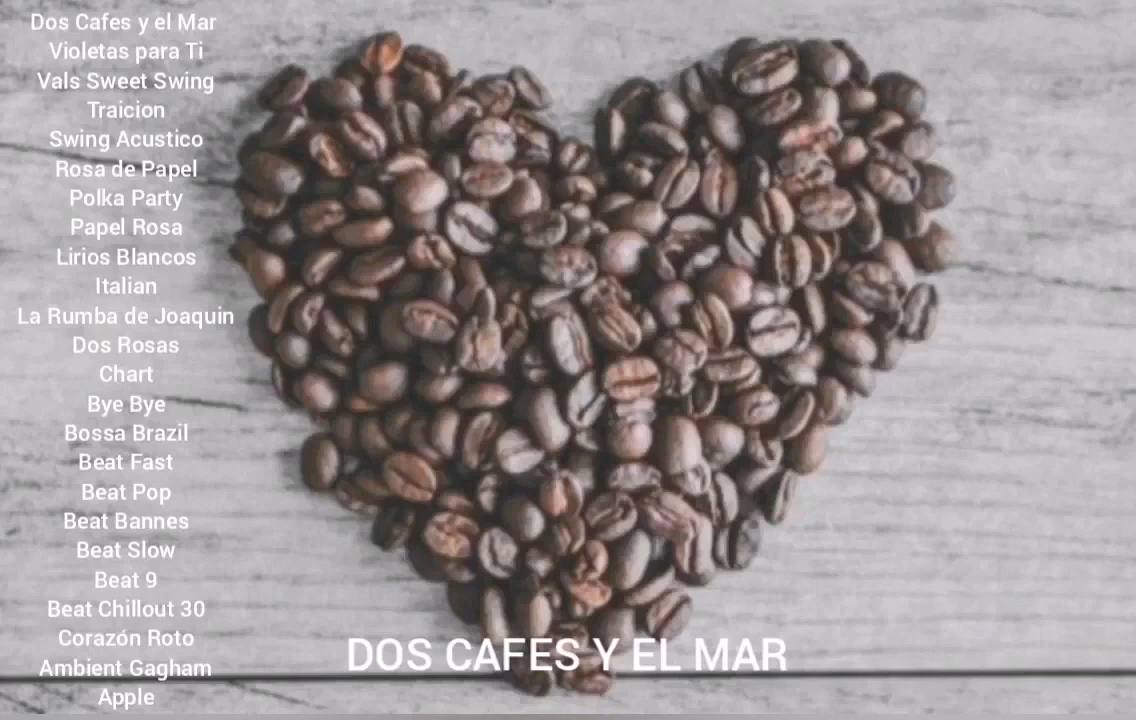 Dos Cafes y el Mar
Violetas para Ti
Vals Sweet Swing
Traicion
Swing Acustico
Rosa de Papel
Polka Party
Papel Rosa
Lirios Blancos
Italian
La Rumba de Joaquin
Dos Rosas
Chart
Bye Bye
Bossa Brazil
Beat Fast
Beat Pop
Beat Bannes
Beat Slow
Beat 9
Beat Chillout 30
Corazón Roto
Ambient Gagham
Apple
DOS CAFES Y EL MAR